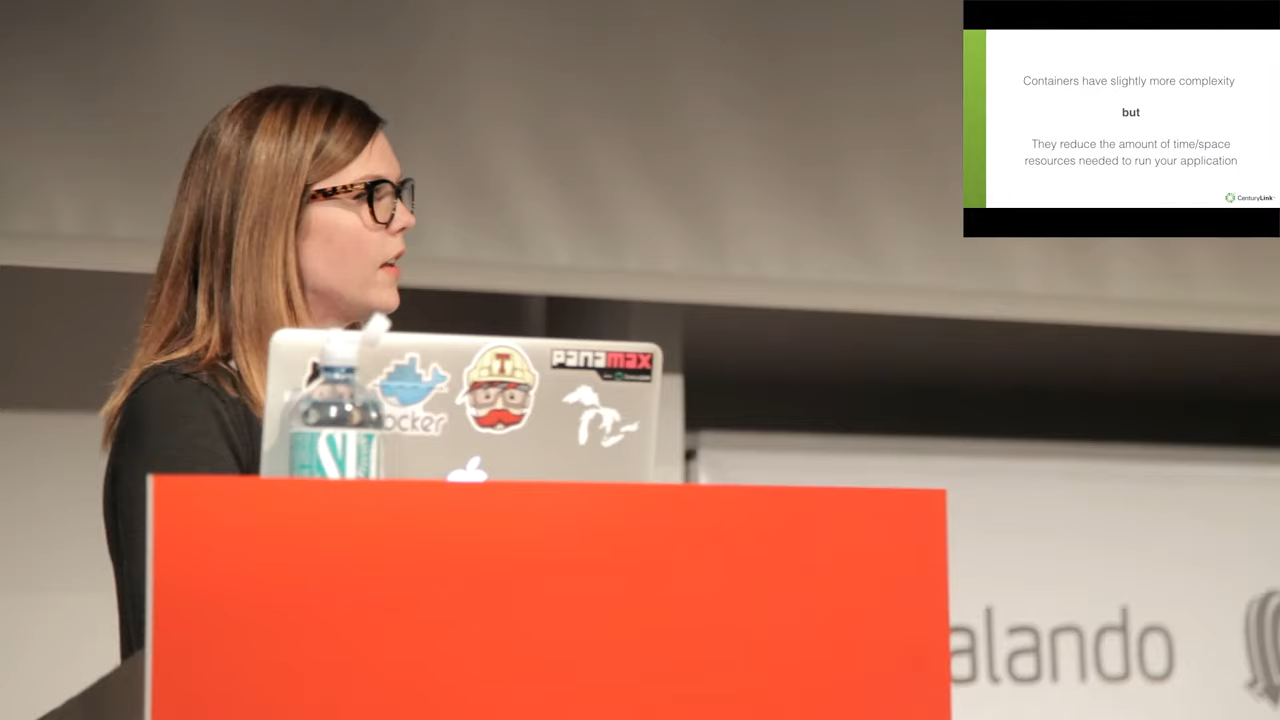 Containers have slightly more complexity
but
They reduce the amount of time/space
resources needed to run your application
CenturyLink
panamax
ocker
T
alando